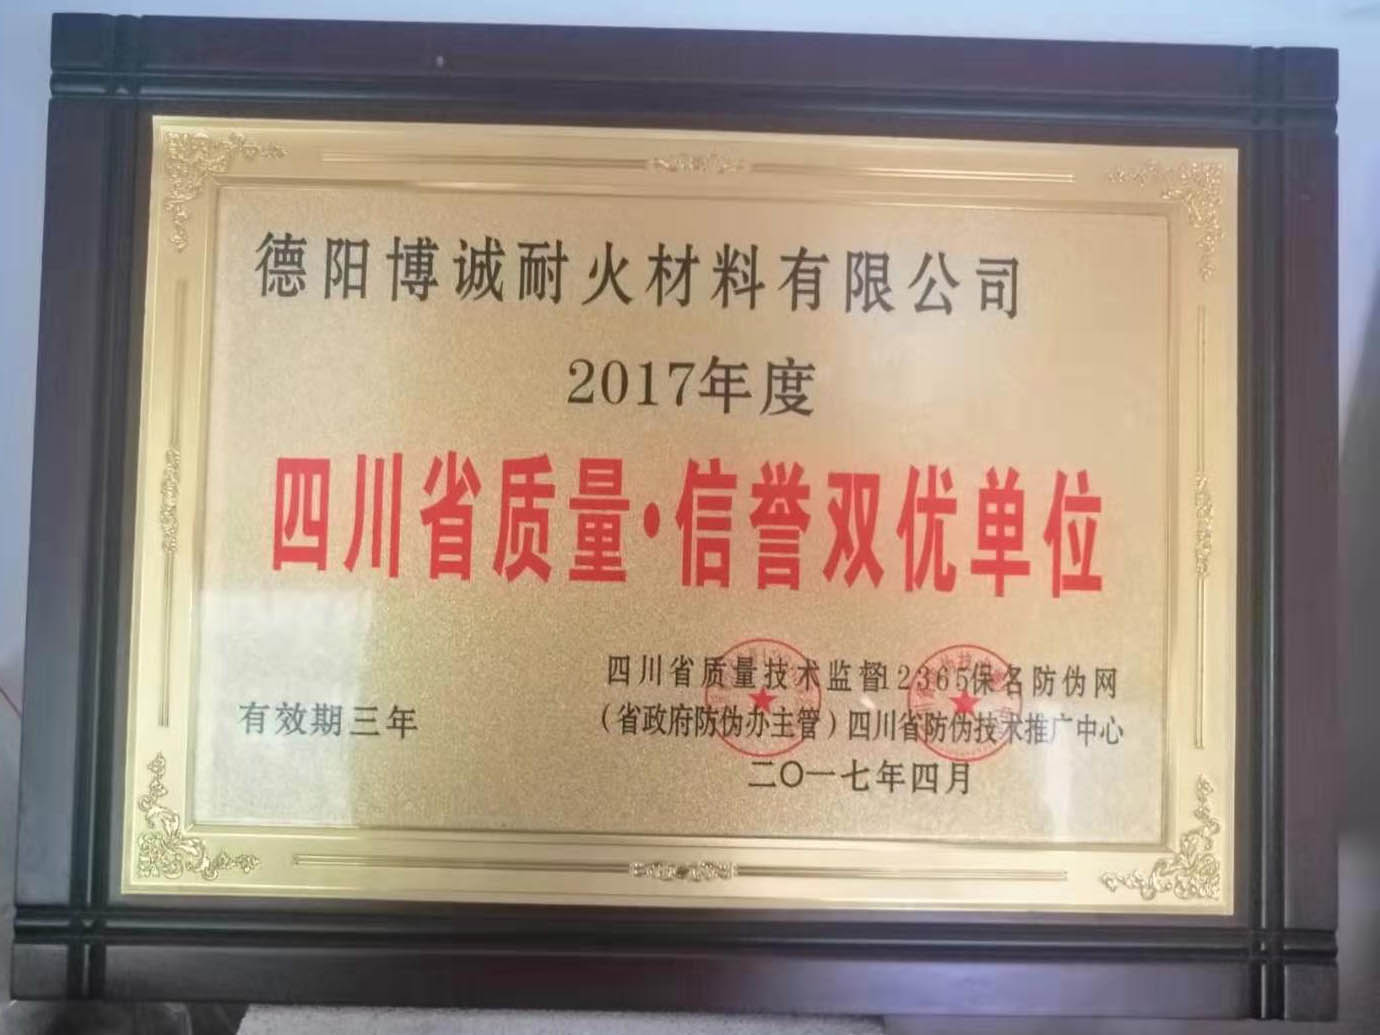 德阳博诚耐火材料有限公司
2017年度
四川省质量·信誉双优单位
四川省质量技术监督12365保名防伪网
有效期三年
（省政府防伪办主管）四川省防伪技术推广中心
二〇一七年四月